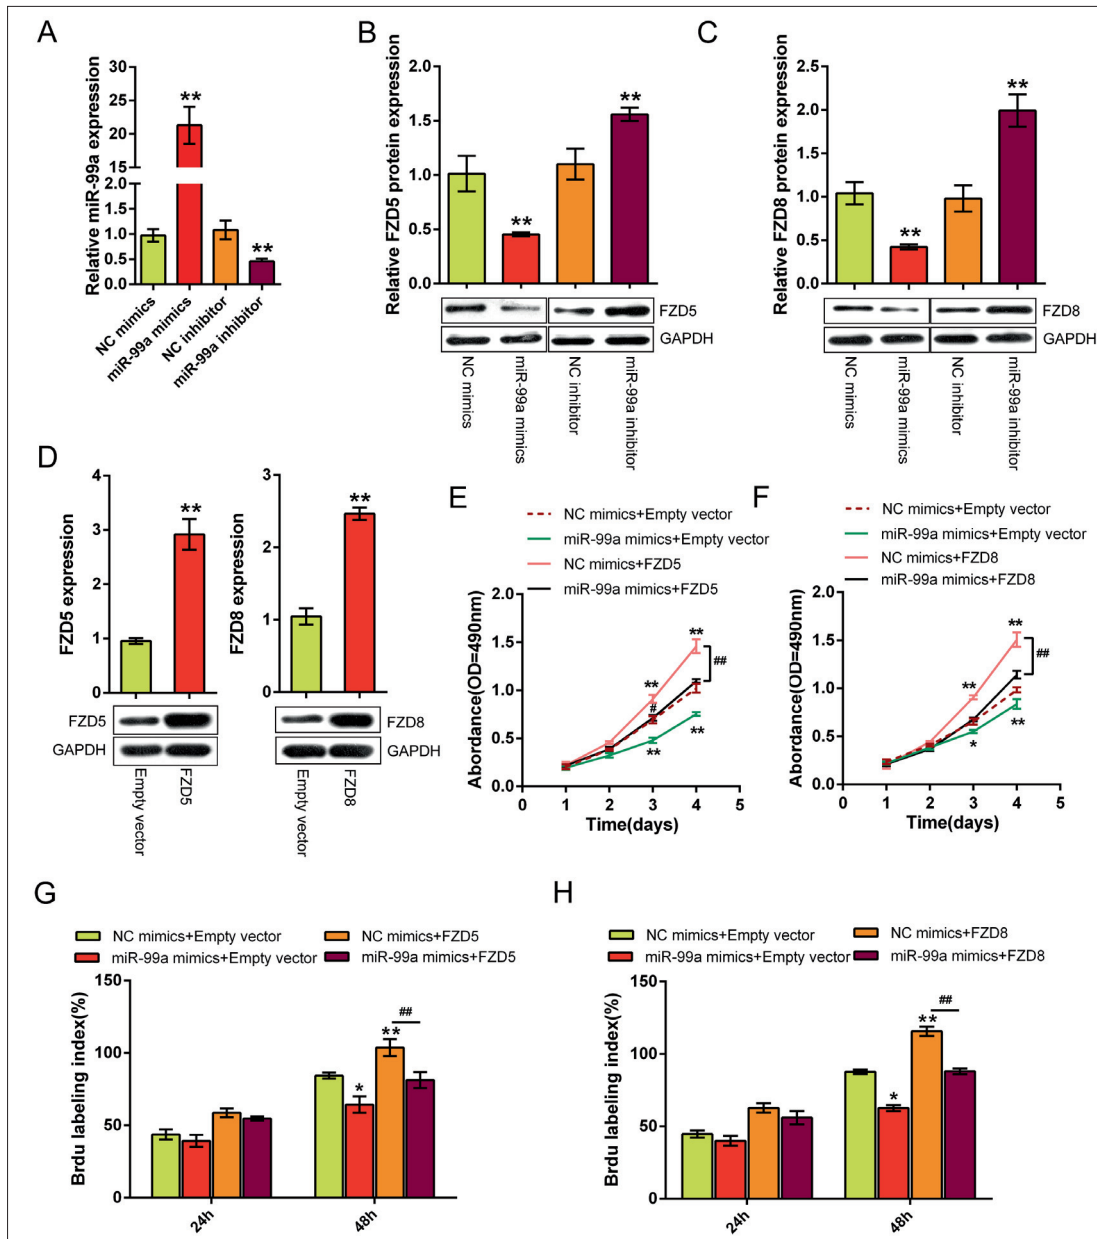 A
Relative miR-99a expression
30
25
20
15
2.0
1.5
1.0
0.5
0.0
**
**
NC mimics
miR-99a mimics
NC inhibitor
miR-99a inhibitor
B
Relative FZD5 protein expression
2.0
1.5
1.0
0.5
0.0
**
**
FZD5
GAPDH
NC mimics
miR-99a mimics
NC inhibitor
miR-99a inhibitor
C
Relative FZD8 protein expression
2.5
2.0
1.5
1.0
0.5
0.0
**
**
FZD8
GAPDH
NC mimics
miR-99a mimics
NC inhibitor
miR-99a inhibitor
D
FZD5 expression
4
3
2
1
0
**
FZD5
GAPDH
Empty vector
FZD5
FZD8 expression
3
2
1
0
**
FZD8
GAPDH
Empty vector
FZD8
E
NC mimics+Empty vector
miR-99a mimics+Empty vector
NC mimics+FZD5
miR-99a mimics+FZD5
Abordance(OD=490nm)
2.0
1.5
1.0
0.5
0.0
**
##
**
#
**
**
0 1 2 3 4 5
Time(days)
F
NC mimics+Empty vector
miR-99a mimics+Empty vector
NC mimics+FZD8
miR-99a mimics+FZD8
Abordance(OD=490nm)
2.0
1.5
1.0
0.5
0.0
**
##
**
**
*
0 1 2 3 4 5
Time(days)
G
NC mimics+Empty vector
NC mimics+FZD5
miR-99a mimics+Empty vector
miR-99a mimics+FZD5
Brdu labeling index(%)
150
100
50
0
##
**
*
24h
48h
H
NC mimics+Empty vector
NC mimics+FZD8
miR-99a mimics+Empty vector
miR-99a mimics+FZD8
Brdu labeling index(%)
150
100
50
0
##
**
*
24h
48h